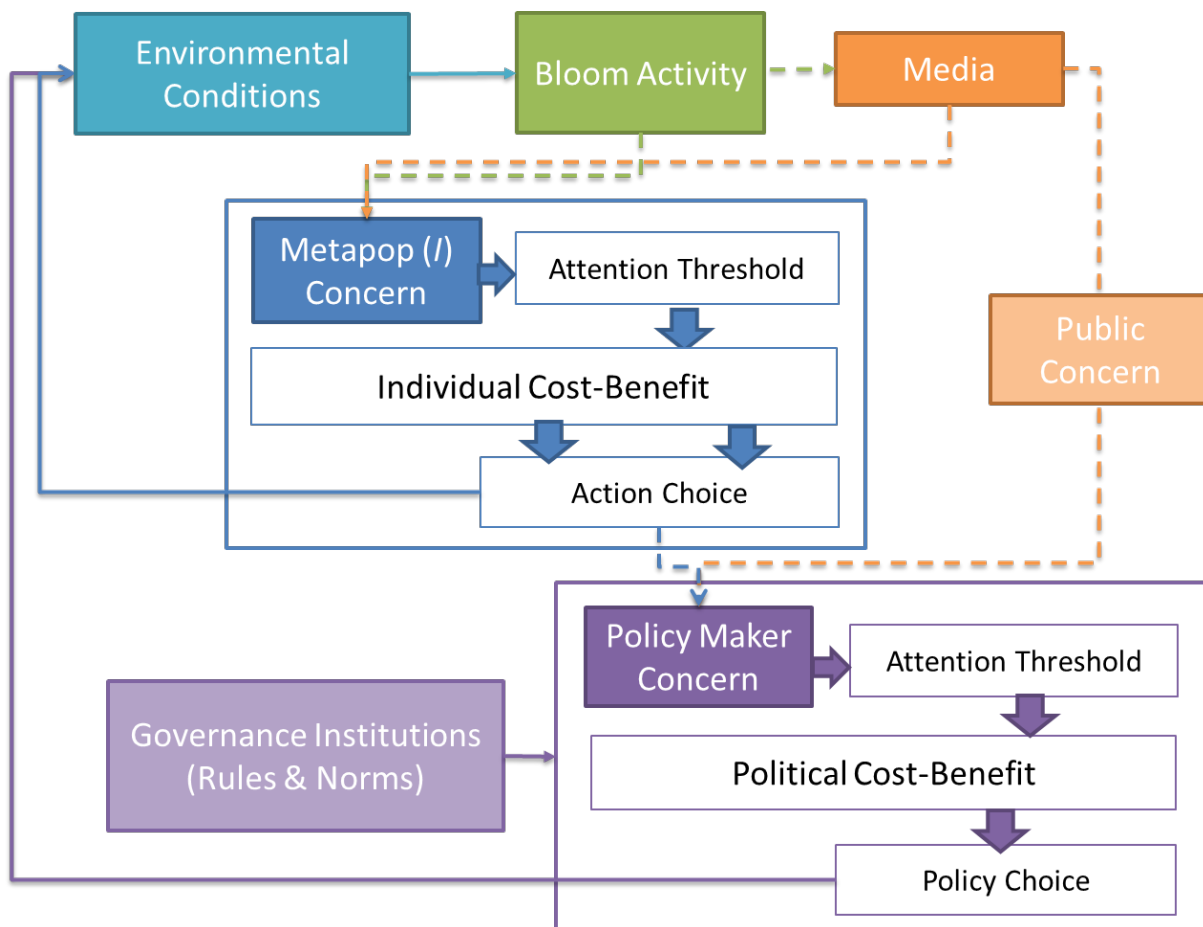 Environmental
Conditions
Bloom Activity
Media
Metapop (I)
Concern
Attention Threshold
Public
Concern
Individual Cost-Benefit
Action Choice
Policy Maker
Concern
Attention Threshold
Governance Institutions
(Rules & Norms)
Political Cost-Benefit
Policy Choice